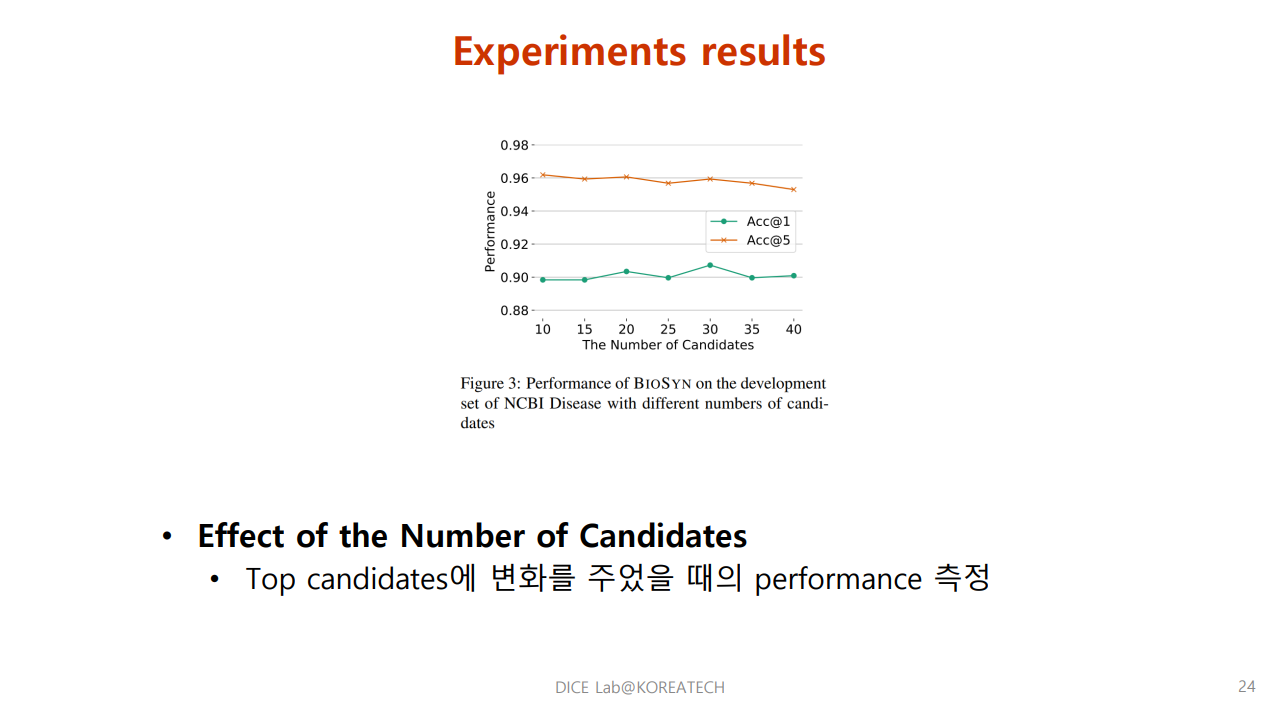 Experiments results
0.98
0.96
0.94
0.92
0.90
0.88
Performance
Acc@1
Acc@5
10 15 20 25 30 35 40
The Number of Candidates
Figure 3: Performance of BIOSYN on the development
set of NCBI Disease with different numbers of candi-
dates
• Effect of the Number of Candidates
• Top candidates에 변화를 주었을 때의 performance 측정
DICE Lab@KOREATECH
24